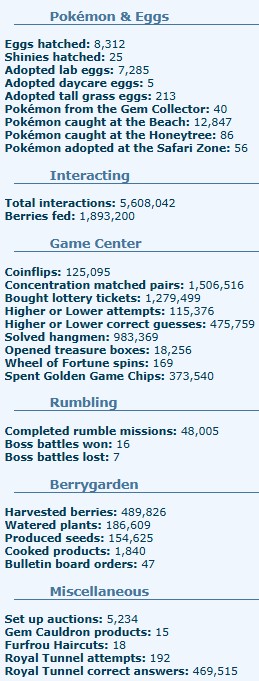 Pokémon & Eggs
Eggs hatched: 8,312
Shinies hatched: 25
Adopted lab eggs: 7,285
Adopted daycare eggs: 5
Adopted tall grass eggs: 213
Pokémon from the Gem Collector: 40
Pokémon caught at the Beach: 12,847
Pokémon caught at the Honeytree: 86
Pokémon adopted at the Safari Zone: 56
Interacting
Total interactions: 5,608,042
Berries fed: 1,893,200
Game Center
Coinflips: 125,095
Concentration matched pairs: 1,506,516
Bought lottery tickets: 1,279,499
Higher or Lower attempts: 115,376
Higher or Lower correct guesses: 475,759
Solved hangmen: 983,369
Opened treasure boxes: 18,256
Wheel of Fortune spins: 169
Spent Golden Game Chips: 373,540
Rumbling
Completed rumble missions: 48,005
Boss battles won: 16
Boss battles lost: 7
Berrygarden
Harvested berries: 489,826
Watered plants: 186,609
Produced seeds: 154,625
Cooked products: 1,840
Bulletin board orders: 47
Miscellaneous
Set up auctions: 5,234
Gem Cauldron products: 15
Furfrou Haircuts: 18
Royal Tunnel attempts: 192
Royal Tunnel correct answers: 469,515